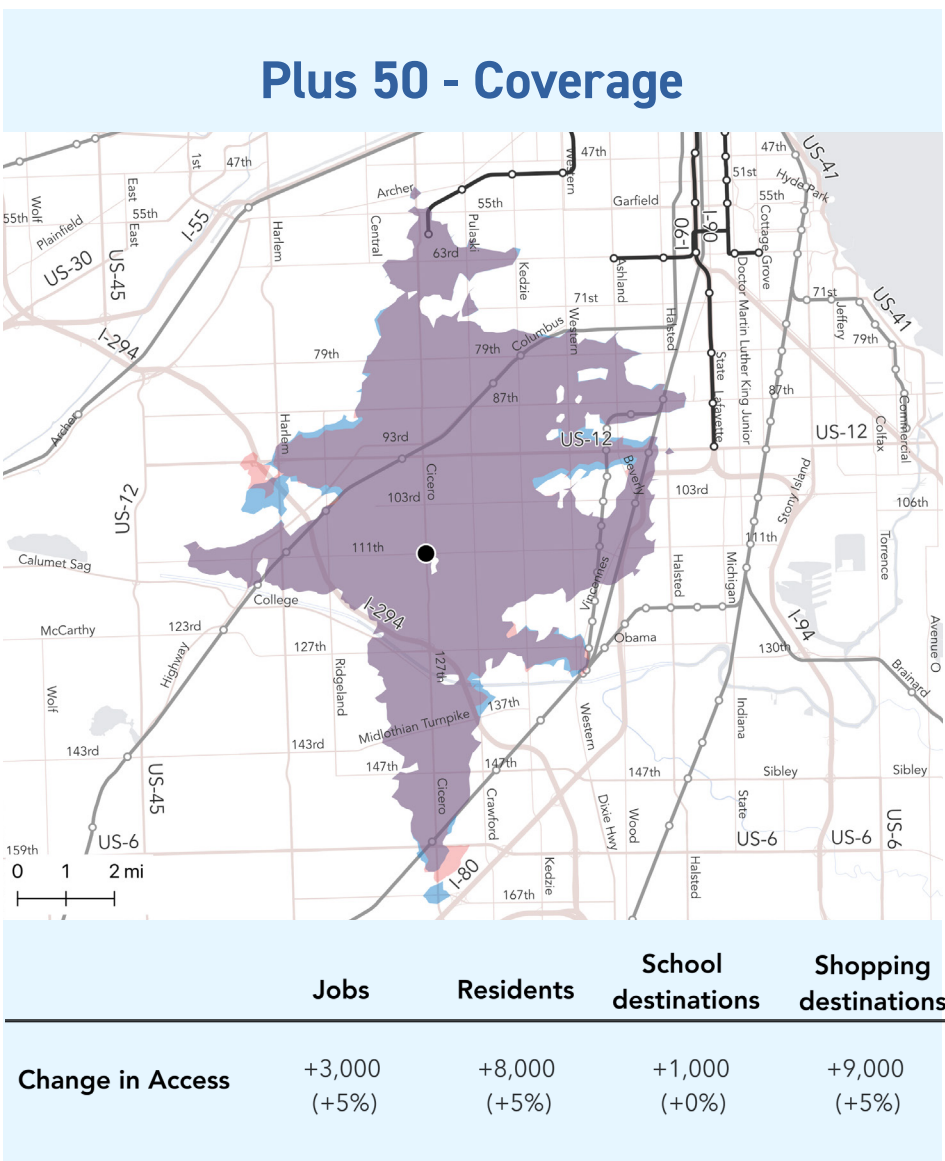 Plus 50 - Coverage
47th
47th
US-41
1st
47th
Western
51st
Hyde Park
Archer
55th
Wolf
East
55th
55th
Plainfield
55th
East
I-55
Harlem
Central
Pulaski
Garfield
I-90
I-90
Cottage Grove
63rd
US-30
US-45
Kedzie
Ashland
Doctor Martin Luther King Junior
71st
71st
US-41
Jeffery
Halsted
Western
Columbus
79th
I-294
79th
79th
State
Lafayette
87th
87th
Commercial
Archer
Harlem
93rd
US-12
Colfax
US-12
Cicero
Beverly
103rd
103rd
Stony Island
106th
US-12
111th
111th
Torrence
Calumet Sag
Halsted
Michigan
Vincennes
College
I-294
McCarthy
123rd
Obama
I-94
Avenue O
127th
127th
130th
Highway
Ridgeland
Brainard
Wolf
137th
Western
Indiana
Midlothian Turnpike
143rd
143rd
147th
147th
147th
Sibley
Sibley
US-45
Cicero
Crawford
Dixie Hwy
Wood
State
US-6
US-6
US-6
US-6
159th
I-80
Kedzie
Halsted
167th
0 1 2 mi
Jobs Residents School destinations Shopping destinations
Change in Access +3,000 +8,000 +1,000 +9,000
(+5%) (+5%) (+0%) (+5%)